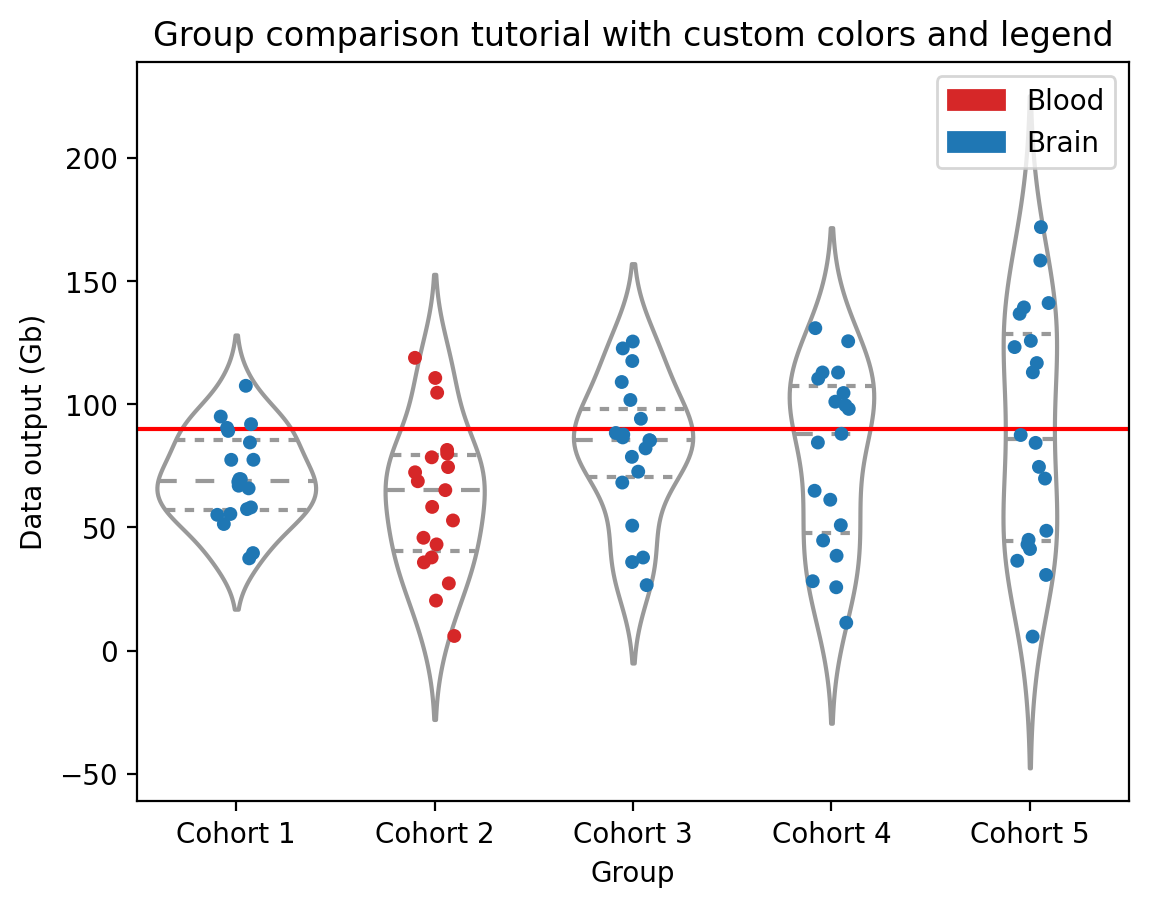 Group comparison tutorial with custom colors and legend
Blood
Brain
Data output (Gb)
200
150
100
50
0
−50
Cohort 1
Cohort 2
Cohort 3
Cohort 4
Cohort 5
Group